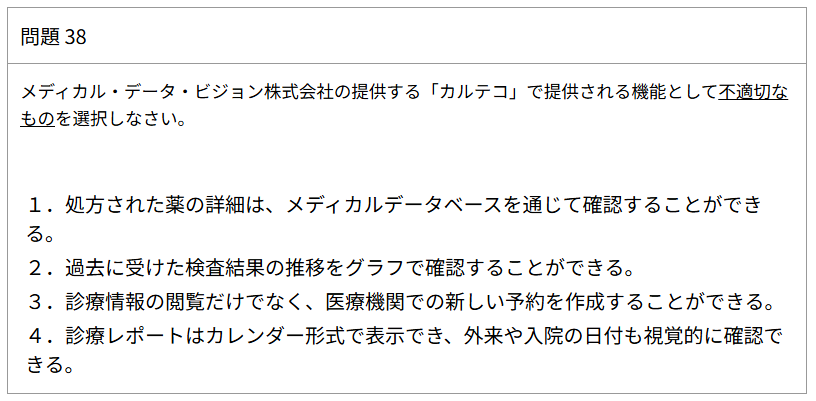 問題 38
メディカル・データ・ビジョン株式会社の提供する「カルテコ」で提供される機能として不適切な
ものを選択しなさい。
１．処方された薬の詳細は、メディカルデータベースを通じて確認することができ
る。
２．過去に受けた検査結果の推移をグラフで確認することができる。
３．診療情報の閲覧だけでなく、医療機関での新しい予約を作成することができる。
４．診療レポートはカレンダー形式で表示でき、外来や入院の日付も視覚的に確認で
きる。